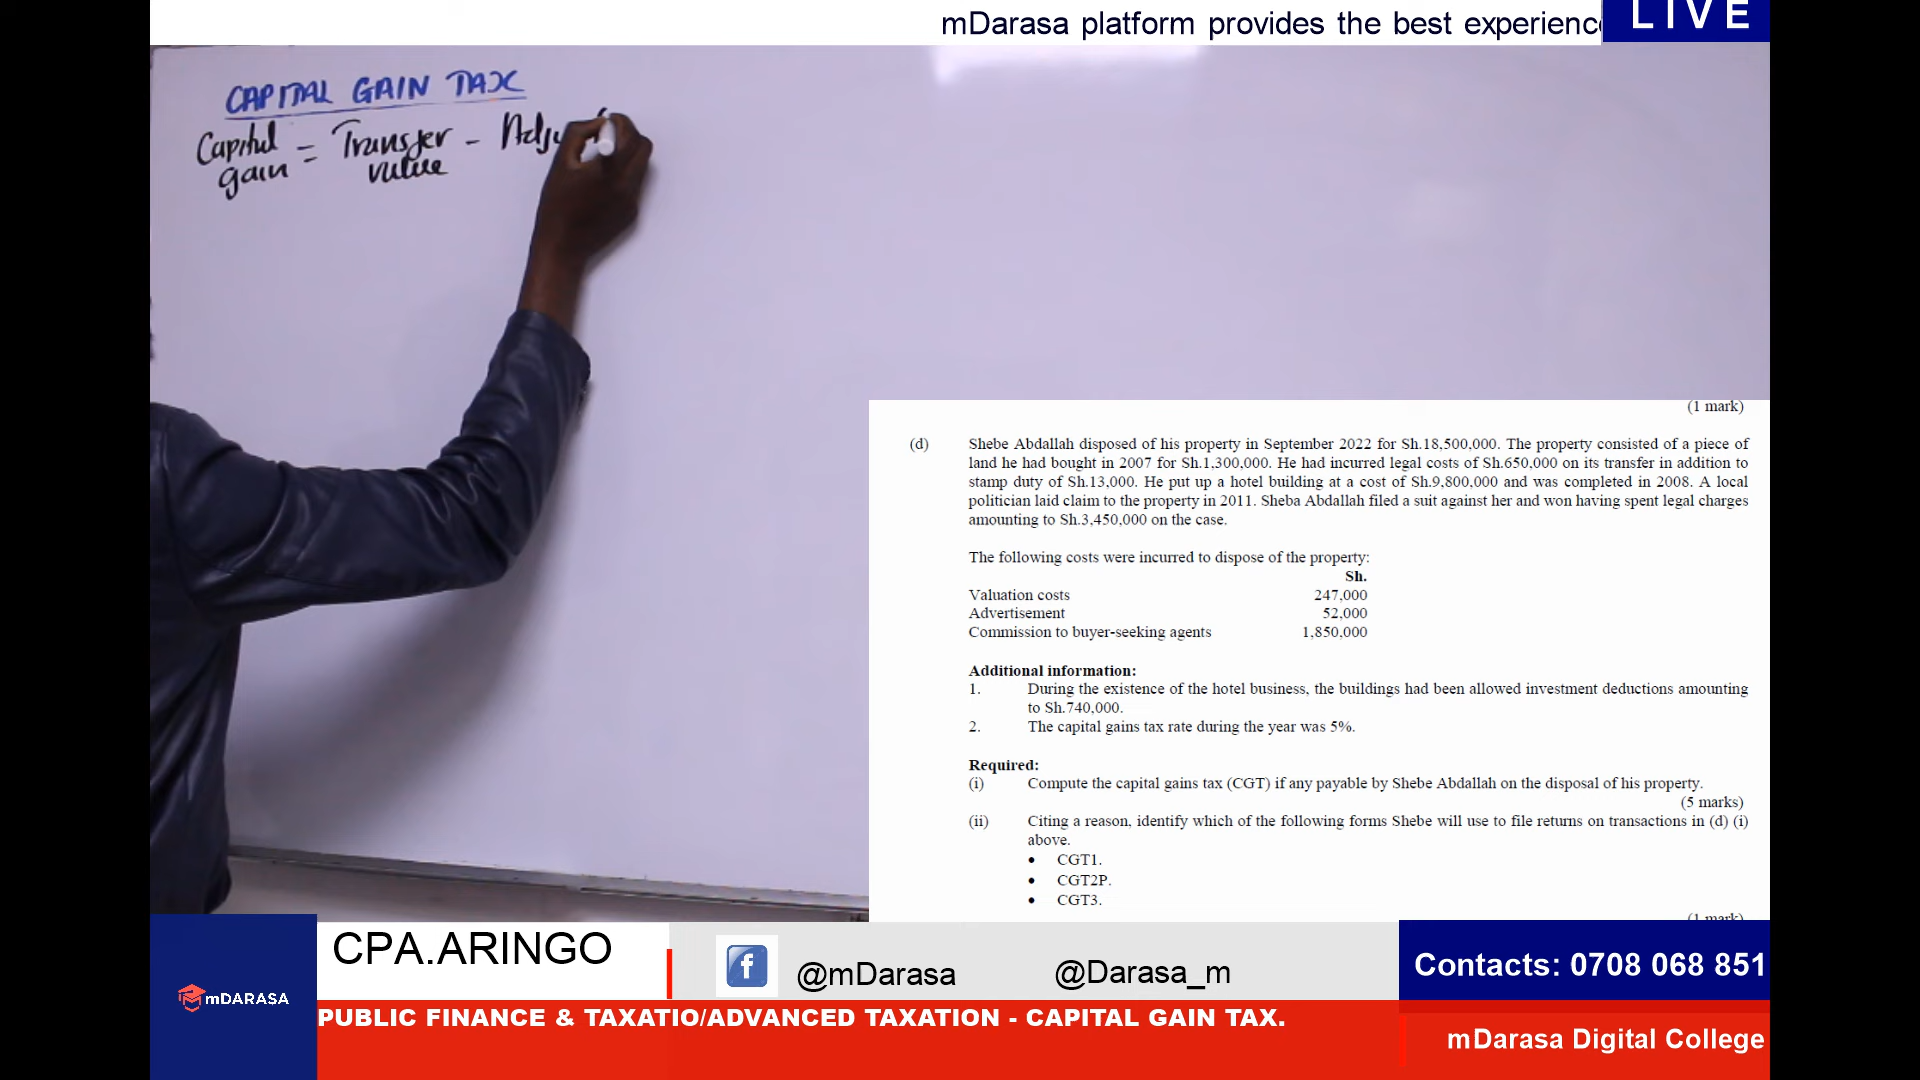 mDarasa platform provides the best experience
LIVE
CAPITAL GAIN TAX
Capital gain = Transfer value - Adju
(1 mark)
(d) Shebe Abdallah disposed of his property in September 2022 for Sh.18,500,000. The property consisted of a piece of
land he had bought in 2007 for Sh.1,300,000. He had incurred legal costs of Sh.650,000 on its transfer in addition to
stamp duty of Sh.13,000. He put up a hotel building at a cost of Sh.9,800,000 and was completed in 2008. A local
politician laid claim to the property in 2011. Sheba Abdallah filed a suit against her and won having spent legal charges
amounting to Sh.3,450,000 on the case.
The following costs were incurred to dispose of the property:
Sh.
Valuation costs 247,000
Advertisement 52,000
Commission to buyer-seeking agents 1,850,000
Additional information:
1. During the existence of the hotel business, the buildings had been allowed investment deductions amounting
to Sh.740,000.
2. The capital gains tax rate during the year was 5%.
Required:
(i) Compute the capital gains tax (CGT) if any payable by Shebe Abdallah on the disposal of his property.
(5 marks)
(ii) Citing a reason, identify which of the following forms Shebe will use to file returns on transactions in (d) (i)
above.
• CGT1.
• CGT2P.
• CGT3.
(1 mark)
CPA.ARINGO
f @mDarasa @Darasa_m
Contacts: 0708 068 851
mDARASA
PUBLIC FINANCE & TAXATIO/ADVANCED TAXATION - CAPITAL GAIN TAX.
mDarasa Digital College